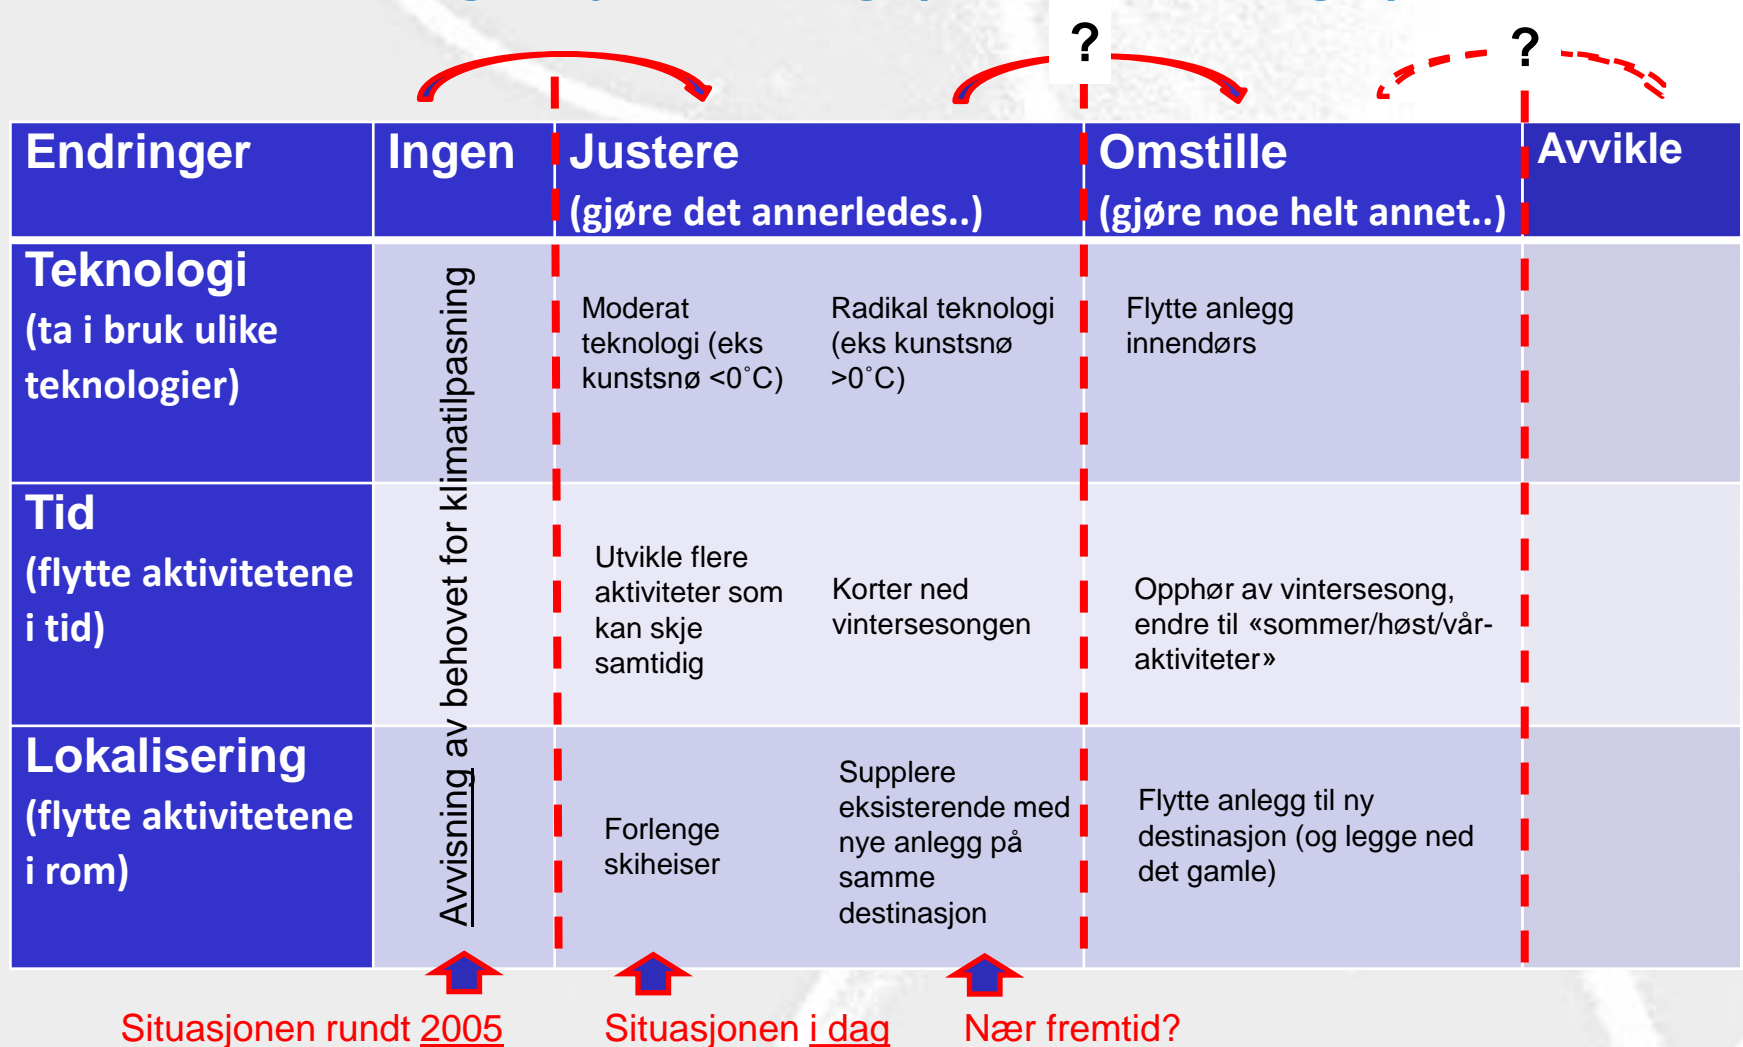 ?
?
Endringer
Ingen
Justere
(gjøre det annerledes..)
Omstille
(gjøre noe helt annet..)
Avvikle
Teknologi
(ta i bruk ulike
teknologier)
Avvisning av behovet for klimatilpasning
Moderat
teknologi (eks
kunstsnø <0˚C)
Radikal teknologi
(eks kunstsnø
>0˚C)
Flytte anlegg
innendørs
Tid
(flytte aktivitetene
i tid)
Utvikle flere
aktiviteter som
kan skje
samtidig
Korter ned
vintersesongen
Opphør av vintersesong,
endre til «sommer/høst/vår-
aktiviteter»
Lokalisering
(flytte aktivitetene
i rom)
Forlenge
skiheiser
Supplere
eksisterende med
nye anlegg på
samme
destinasjon
Flytte anlegg til ny
destinasjon (og legge ned
det gamle)
Situasjonen rundt 2005
Situasjonen i dag
Nær fremtid?